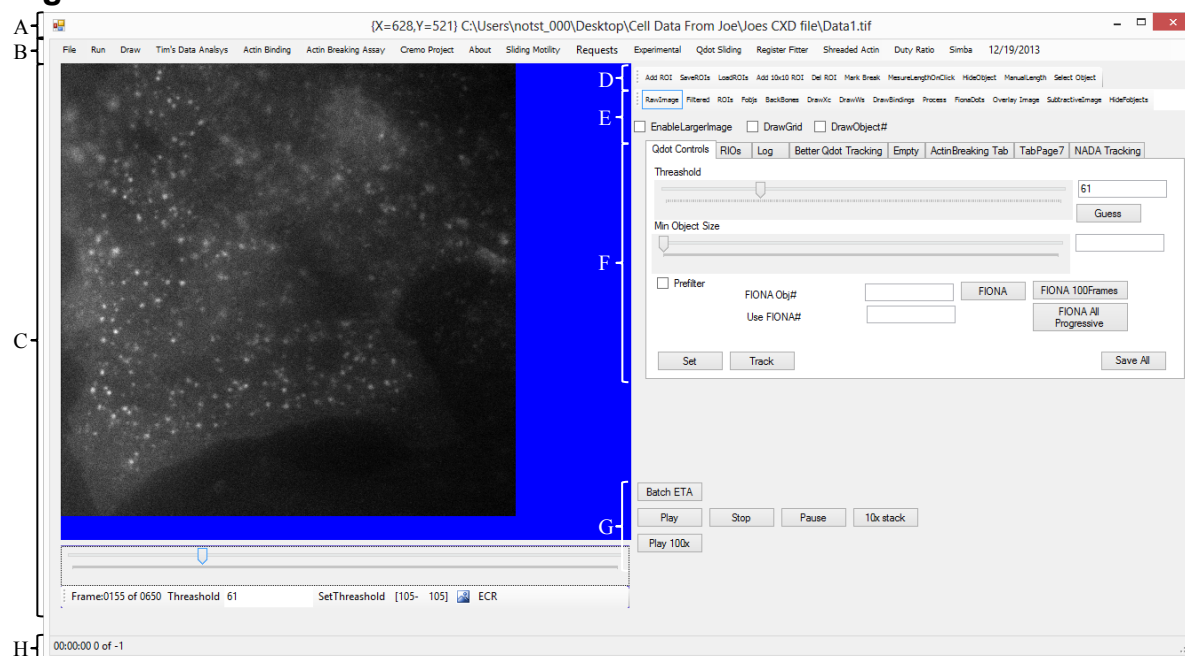 A
{X=628,Y=521} C:\Users\notst_000\Desktop\Cell Data From Joe\Joes CXD file\Data1.tif
B
File Run Draw Tim's Data Analsys Actin Binding Actin Breaking Assay Cremo Project About Sliding Motility Requests Experimental Qdot Sliding Register Fitter Shreaded Actin Duty Ratio Simba 12/19/2013
D
Add ROI SaveROIs LoadROIs Add 10x10 ROI Del ROI Mark Break MesureLengthOnClick HideObject ManualLength Select Object
E
RawImage Filtered ROIs Fobjs BackBones DrawXc DrawWs DrawBindings Process FionaDots Overlay Image SubtractiveImage HideFobjects
EnableLargerImage DrawGrid DrawObject#
Qdot Controls RIOs Log Better Qdot Tracking Empty ActinBreaking Tab TabPage7 NADA Tracking
Threashold
61
Guess
Min Object Size
F
Prefilter
FIONA Obj# FIONA FIONA 100Frames
Use FIONA# FIONA All
Progressive
C
Set Track Save All
Batch ETA
G
Play Stop Pause 10x stack
Play 100x
Frame:0155 of 0650 Threashold 61 SetThreashold [105- 105] ECR
H
00:00:00 0 of -1